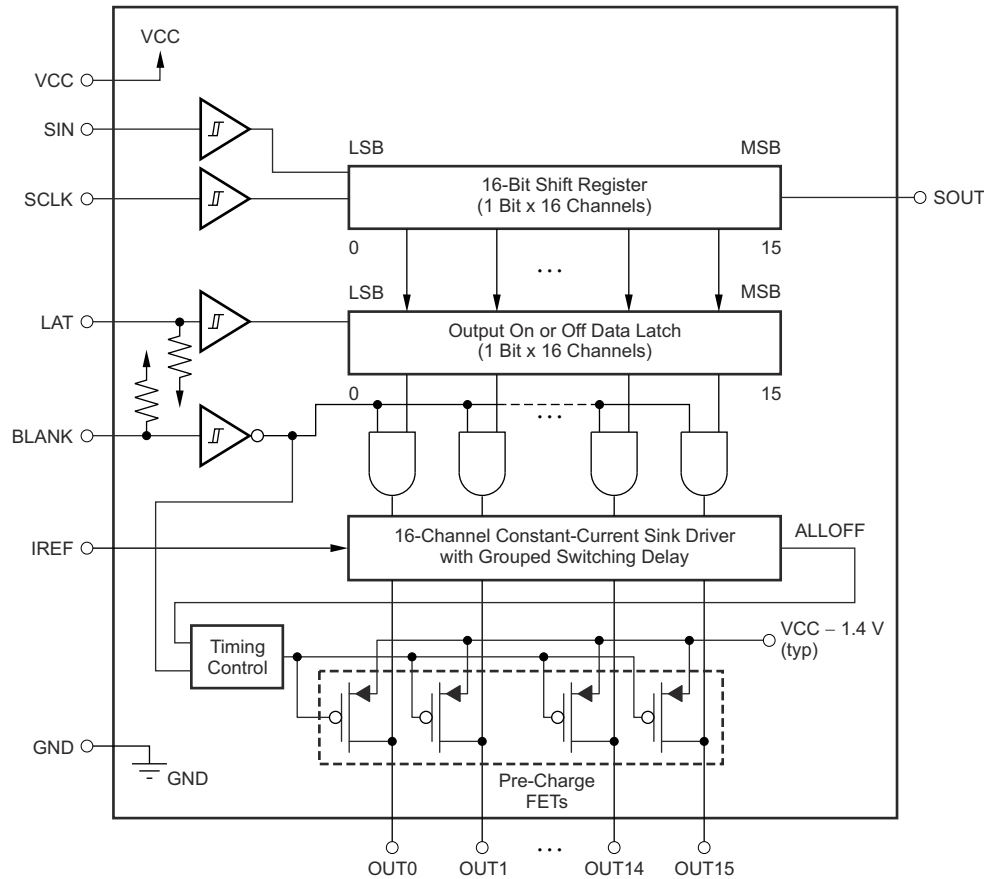 VCC
VCC
SIN
LSB
MSB
16-Bit Shift Register
(1 Bit x 16 Channels)
SCLK
SOUT
0
15
...
LSB
MSB
LAT
Output On or Off Data Latch
(1 Bit x 16 Channels)
0
15
...
BLANK
16-Channel Constant-Current Sink Driver
with Grouped Switching Delay
ALLOFF
IREF
VCC – 1.4 V
(typ)
Timing
Control
GND
GND
Pre-Charge
FETs
OUT0
OUT1
...
OUT14
OUT15